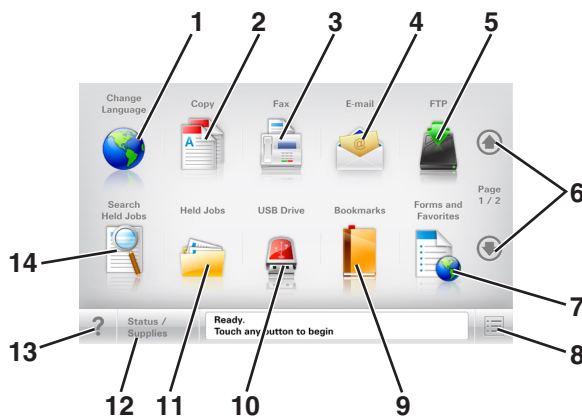 1 2 3 4 5
Change
Language
Copy
Fax
E-mail
FTP
6
Page
1 / 2
Search
Held Jobs
Held Jobs
USB Drive
Bookmarks
Forms and
Favorites
14
7
?
Status /
Supplies
Ready.
Touch any button to begin
8
13
12 11 10 9